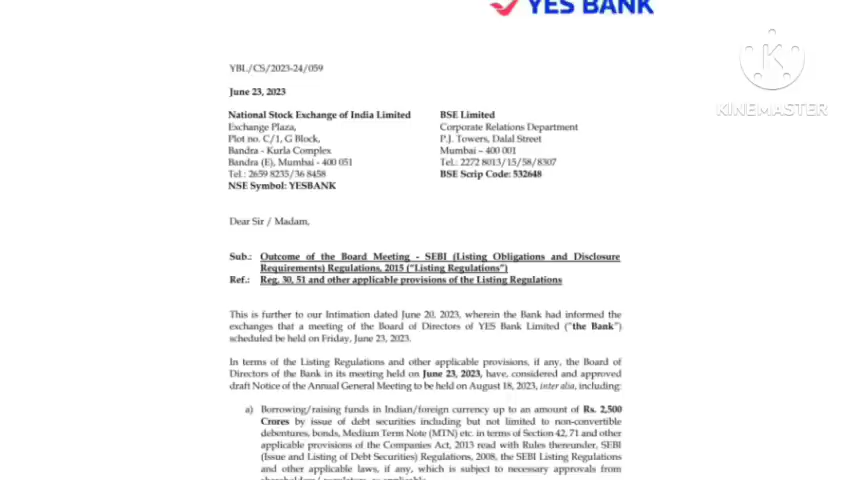 YES BANK
KINEMASTER
YBL/CS/2023-24/059
June 23, 2023
National Stock Exchange of India Limited
Exchange Plaza,
Plot no. C/1, G Block,
Bandra - Kurla Complex
Bandra (E), Mumbai - 400 051
Tel.: 2659 8235/36 8458
NSE Symbol: YESBANK
BSE Limited
Corporate Relations Department
P.J. Towers, Dalal Street
Mumbai – 400 001
Tel.: 2272 8013/15/58/8307
BSE Scrip Code: 532648
Dear Sir / Madam,
Sub.: Outcome of the Board Meeting - SEBI (Listing Obligations and Disclosure
Requirements) Regulations, 2015 ("Listing Regulations")
Ref.: Reg. 30, 51 and other applicable provisions of the Listing Regulations
This is further to our Intimation dated June 20, 2023, wherein the Bank had informed the
exchanges that a meeting of the Board of Directors of YES Bank Limited ("the Bank")
scheduled be held on Friday, June 23, 2023.
In terms of the Listing Regulations and other applicable provisions, if any, the Board of
Directors of the Bank in its meeting held on June 23, 2023, have, considered and approved
draft Notice of the Annual General Meeting to be held on August 18, 2023, inter alia, including:
a) Borrowing/raising funds in Indian/foreign currency up to an amount of Rs. 2,500
Crores by issue of debt securities including but not limited to non-convertible
debentures, bonds, Medium Term Note (MTN) etc. in terms of Section 42, 71 and other
applicable provisions of the Companies Act, 2013 read with Rules thereunder, SEBI
(Issue and Listing of Debt Securities) Regulations, 2008, the SEBI Listing Regulations
and other applicable laws, if any, which is subject to necessary approvals from